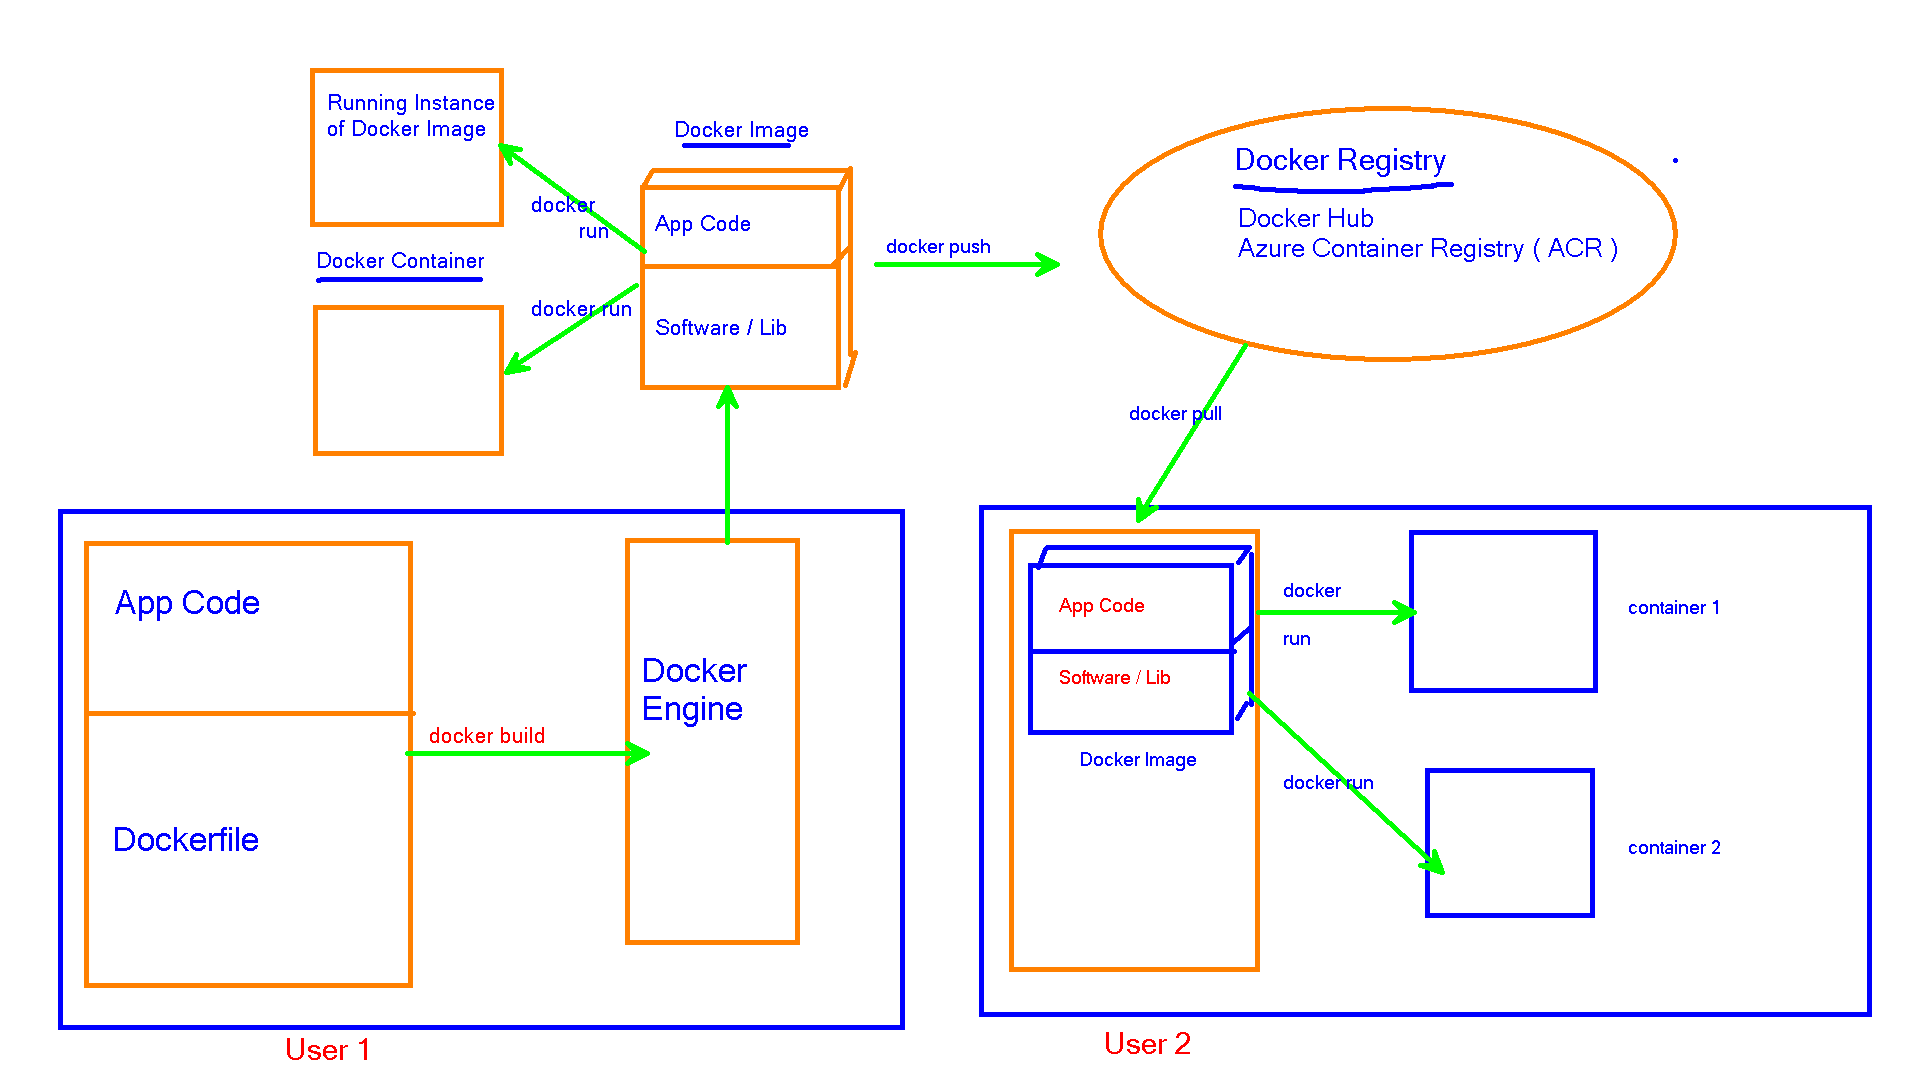 Running Instance
of Docker Image
Docker Image
docker
run
App Code
Docker Container
docker run
Software / Lib
docker push
Docker Registry
Docker Hub
Azure Container Registry ( ACR )
docker pull
App Code
Dockerfile
docker build
Docker
Engine
User 1
App Code
Software / Lib
Docker Image
docker
run
container 1
docker run
container 2
User 2